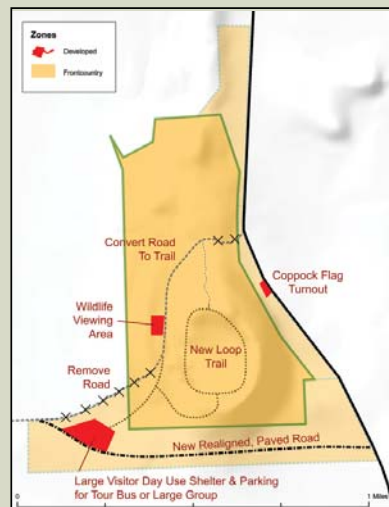 Zones
Developed
Frontcountry
Convert Road
To Trail
Coppock Flag
Turnout
Wildlife
Viewing
Area
New Loop
Trail
Remove
Road
New Realigned, Paved Road
Large Visitor Day Use Shelter & Parking
for Tour Bus or Large Group
0
1 Miles